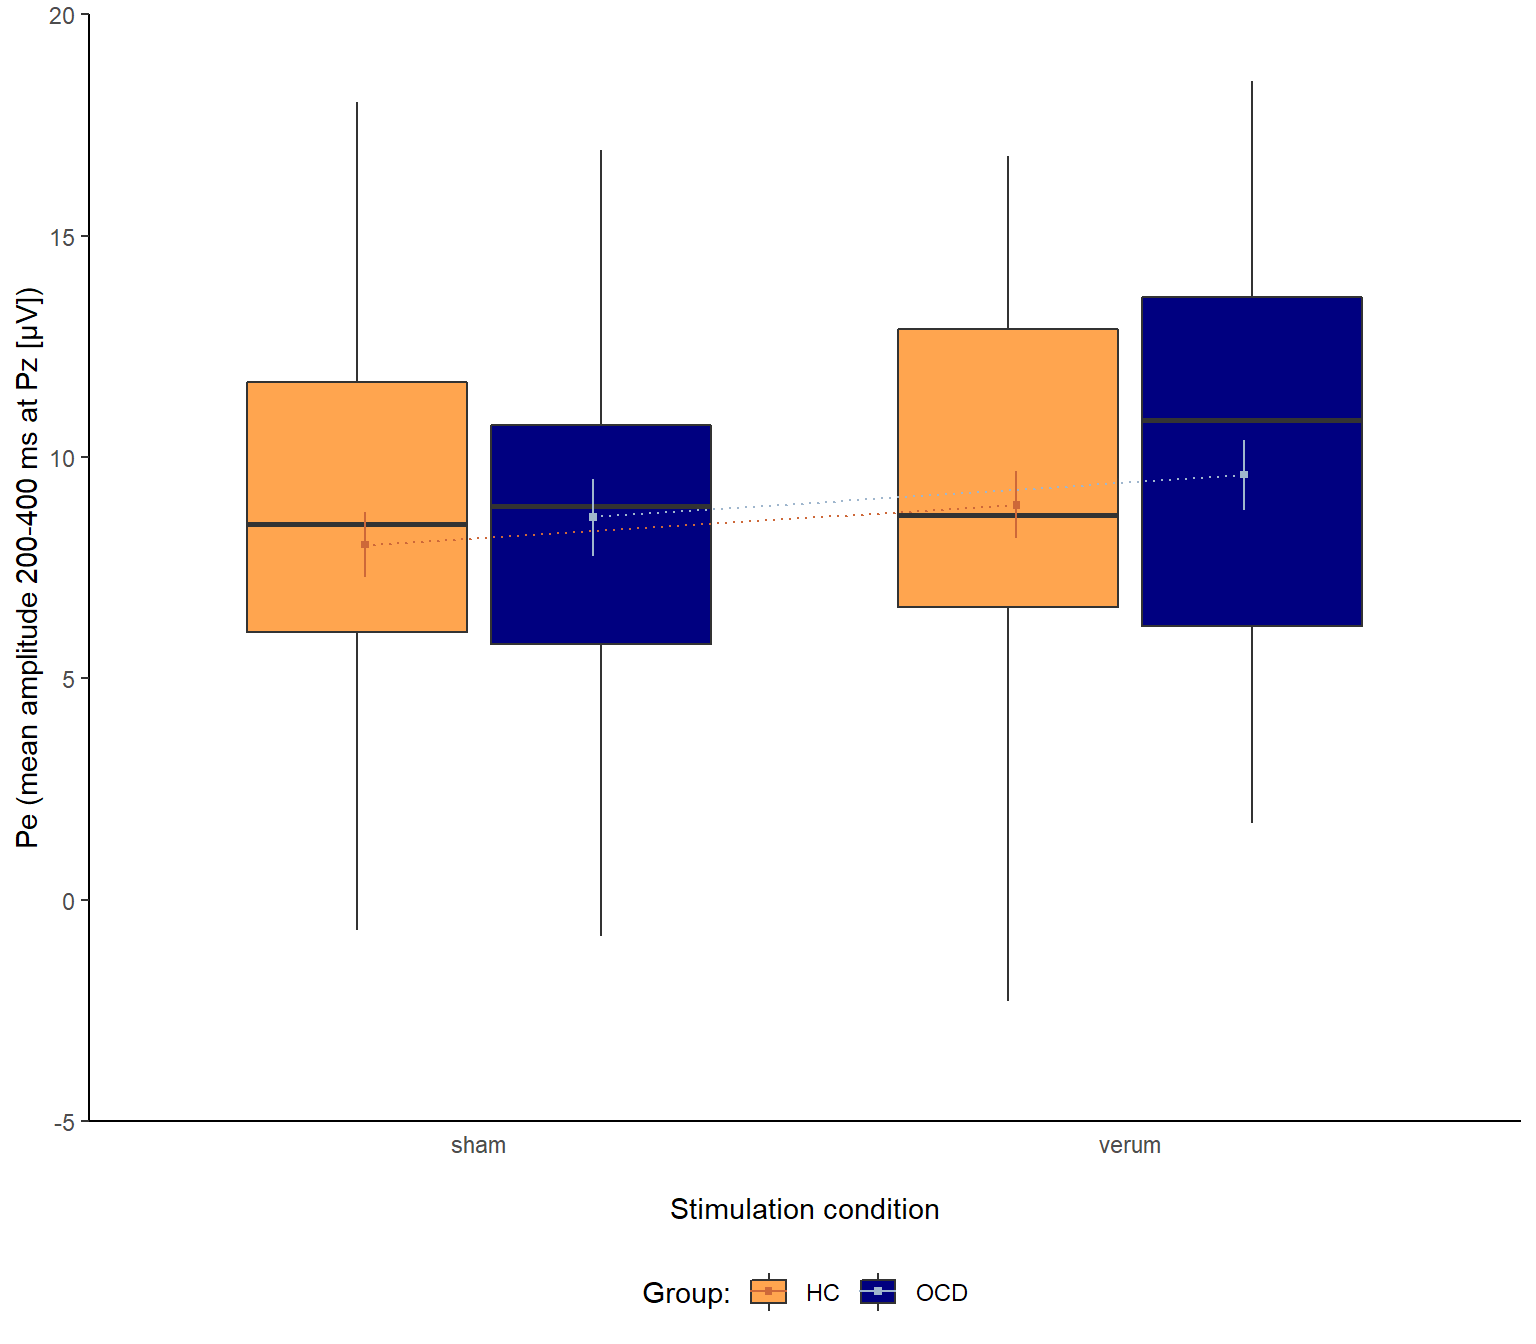 20
15
10
5
0
-5
Pe (mean amplitude 200-400 ms at Pz [µV])
sham verum
Stimulation condition
Group: HC OCD